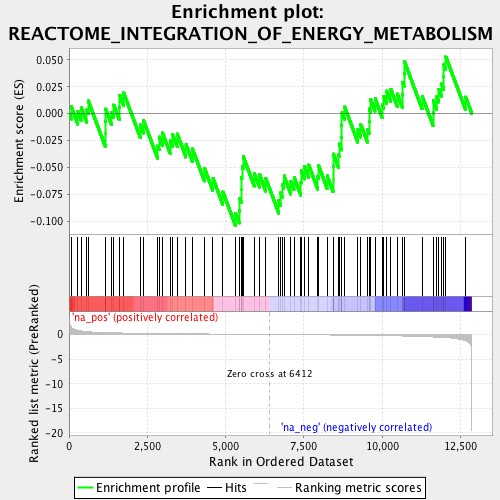 Enrichment plot:
REACTOME_INTEGRATION_OF_ENERGY_METABOLISM
Enrichment score (ES)
0.050
0.025
0.000
-0.025
-0.050
-0.075
-0.100
'na_pos' (positively correlated)
Ranked list metric (PreRanked)
0
-5
-10
-15
-20
Zero cross at 6412
'na_neg' (negatively correlated)
0
2,500
5,000
7,500
10,000
12,500
Rank in Ordered Dataset
Enrichment profile
Hits
Ranking metric scores